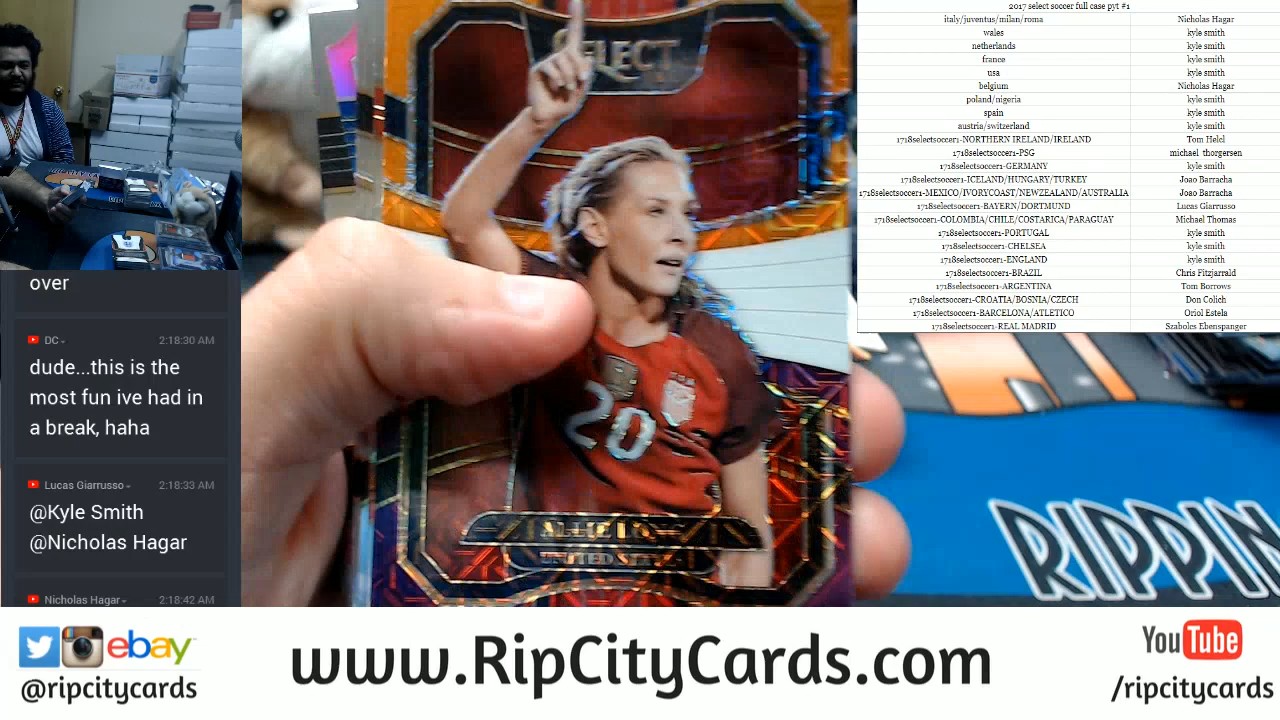 over
DC
2:18:30 AM
dude...this is the
most fun ive had in
a break, haha
Lucas Giarrusso
2:18:33 AM
@Kyle Smith
@Nicholas Hagar
Nicholas Hagar
2:18:42 AM
SELECT
20
ALLIE LONG
UNITED STATES
2017 select soccer full case pyt #1
italy/juventus/milan/roma Nicholas Hagar
wales kyle smith
netherlands kyle smith
france kyle smith
usa kyle smith
belgium Nicholas Hagar
poland/nigeria kyle smith
spain kyle smith
austria/switzerland kyle smith
1718selectsoccer1-NORTHERN IRELAND/IRELAND Tom Helcl
1718selectsoccer1-PSG michael thorgersen
1718selectsoccer1-GERMANY kyle smith
1718selectsoccer1-ICELAND/HUNGARY/TURKEY Joao Barracha
1718selectsoccer1-MEXICO/IVORYCOAST/NEWZEALAND/AUSTRALIA Joao Barracha
1718selectsoccer1-BAYERN/DORTMUND Lucas Giarrusso
1718selectsoccer1-COLOMBIA/CHILE/COSTARICA/PARAGUAY Michael Thomas
1718selectsoccer1-PORTUGAL kyle smith
1718selectsoccer1-CHELSEA kyle smith
1718selectsoccer1-ENGLAND kyle smith
1718selectsoccer1-BRAZIL Chris Fitzjarrald
1718selectsoccer1-ARGENTINA Tom Borrows
1718selectsoccer1-CROATIA/BOSNIA/CZECH Don Colich
1718selectsoccer1-BARCELONA/ATLETICO Oriol Estela
1718selectsoccer1-REAL MADRID Szabolcs Ebenspanger
RIPPIN
ebay
@ripcitycards
www.RipCityCards.com
YouTube
/ripcitycards